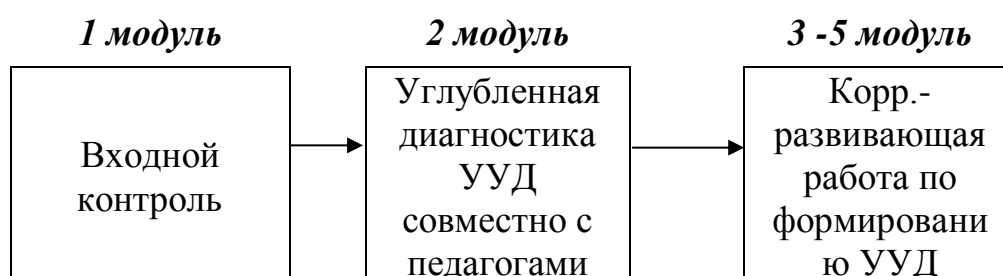 1 модуль
2 модуль
3 -5 модуль
Входной
контроль
Углубленная
диагностика
УУД
совместно с
педагогами
Корр.-
развивающая
работа по
формировани
ю УУД